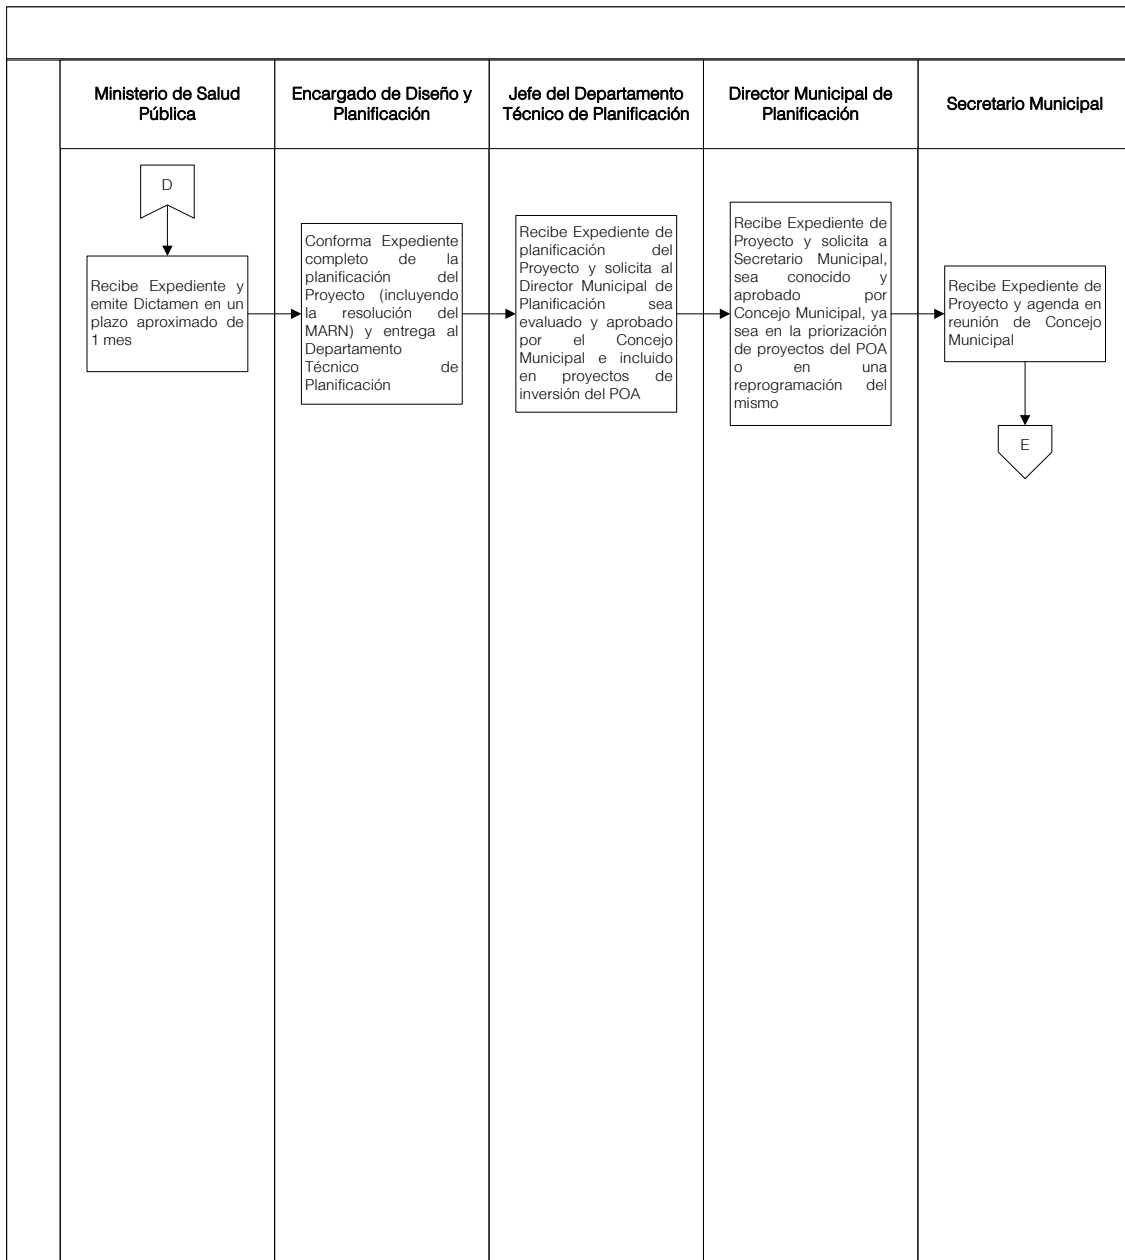 Ministerio de Salud
Pública
Encargado de Diseño y
Planificación
Jefe del Departamento
Técnico de Planificación
Director Municipal de
Planificación
Secretario Municipal
D
Recibe Expediente y
emite Dictamen en un
plazo aproximado de
1 mes
Conforma Expediente
completo de la
planificación del
Proyecto (incluyendo
la resolución del
MARN) y entrega al
Departamento
Técnico de
Planificación
Recibe Expediente de
planificación del
Proyecto y solicita al
Director Municipal de
Planificación sea
evaluado y aprobado
por el Concejo
Municipal e incluido
en proyectos de
inversión del POA
Recibe Expediente de
Proyecto y solicita a
Secretario Municipal,
sea conocido y
aprobado por
Concejo Municipal, ya
sea en la priorización
de proyectos del POA
o en una
reprogramación del
mismo
Recibe Expediente de
Proyecto y agenda en
reunión de Concejo
Municipal
E